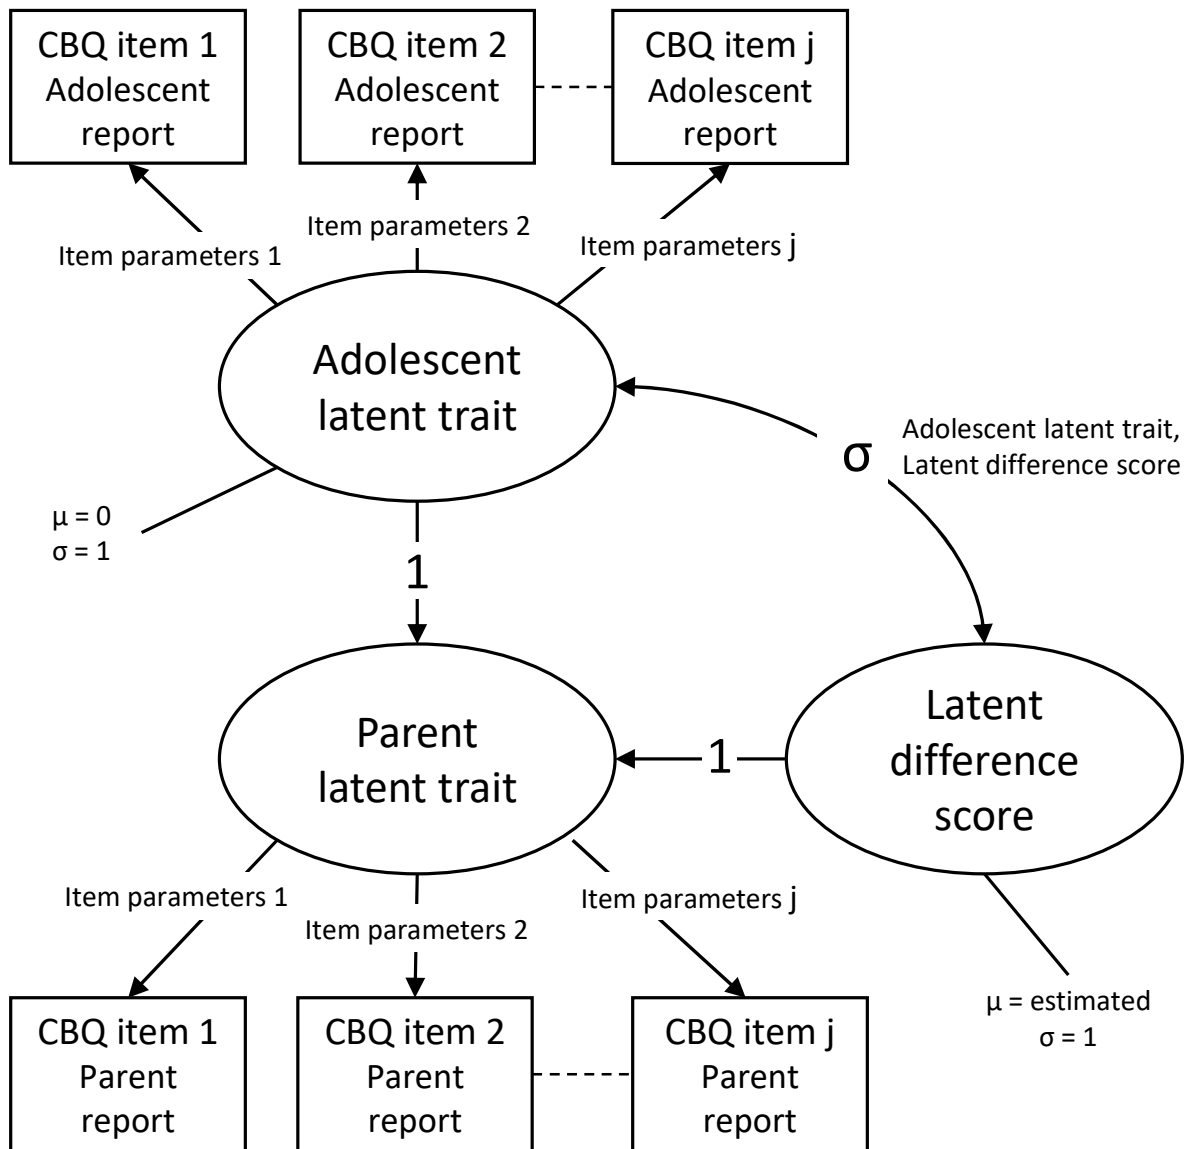 CBQ item 1
Adolescent
report
CBQ item 2
Adolescent
report
CBQ item j
Adolescent
report
Item parameters 1
Item parameters 2
Item parameters j
Adolescent
latent trait
σ
Adolescent latent trait,
Latent difference score
μ = 0
σ = 1
1
Parent
latent trait
1
Latent
difference
score
Item parameters 1
Item parameters 2
Item parameters j
μ = estimated
σ = 1
CBQ item 1
Parent
report
CBQ item 2
Parent
report
CBQ item j
Parent
report